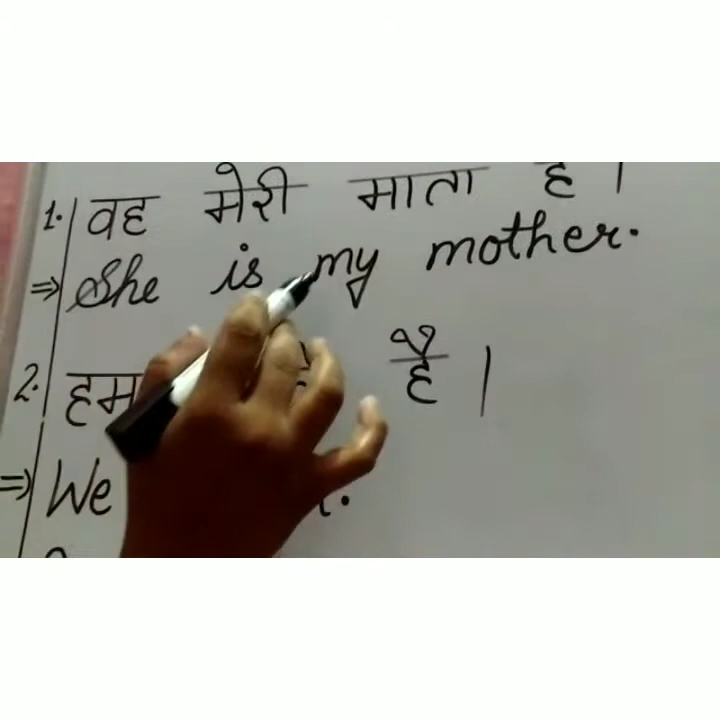 1. वह मेरी माता है।
⇒ She is my mother.
2. हम है।
⇒ We